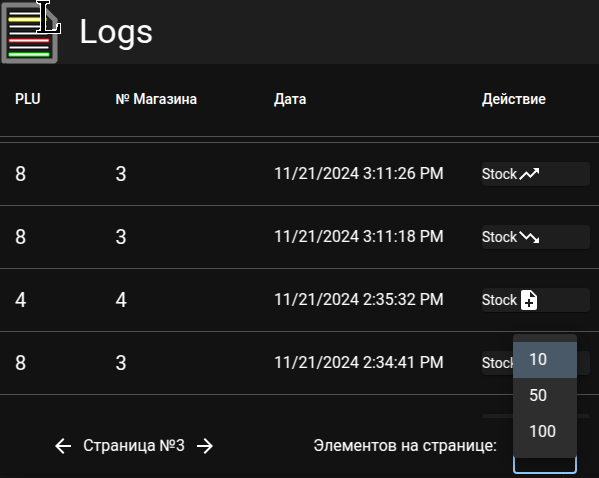 L
Logs
PLU № Магазина Дата Действие
8 3 11/21/2024 3:11:26 PM Stock
8 3 11/21/2024 3:11:18 PM Stock
4 4 11/21/2024 2:35:32 PM Stock
8 3 11/21/2024 2:34:41 PM Stock
10
50
100
Страница №3 Элементов на странице: